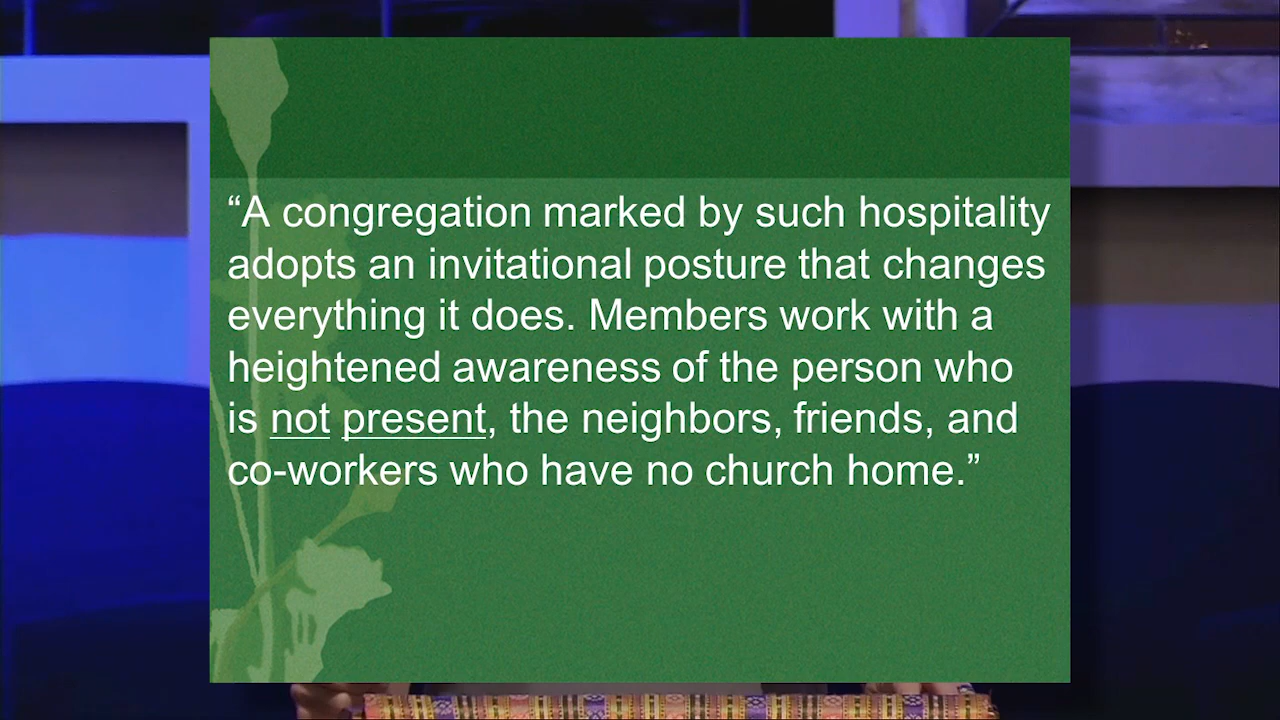 “A congregation marked by such hospitality
adopts an invitational posture that changes
everything it does. Members work with a
heightened awareness of the person who
is not present, the neighbors, friends, and
co-workers who have no church home.”